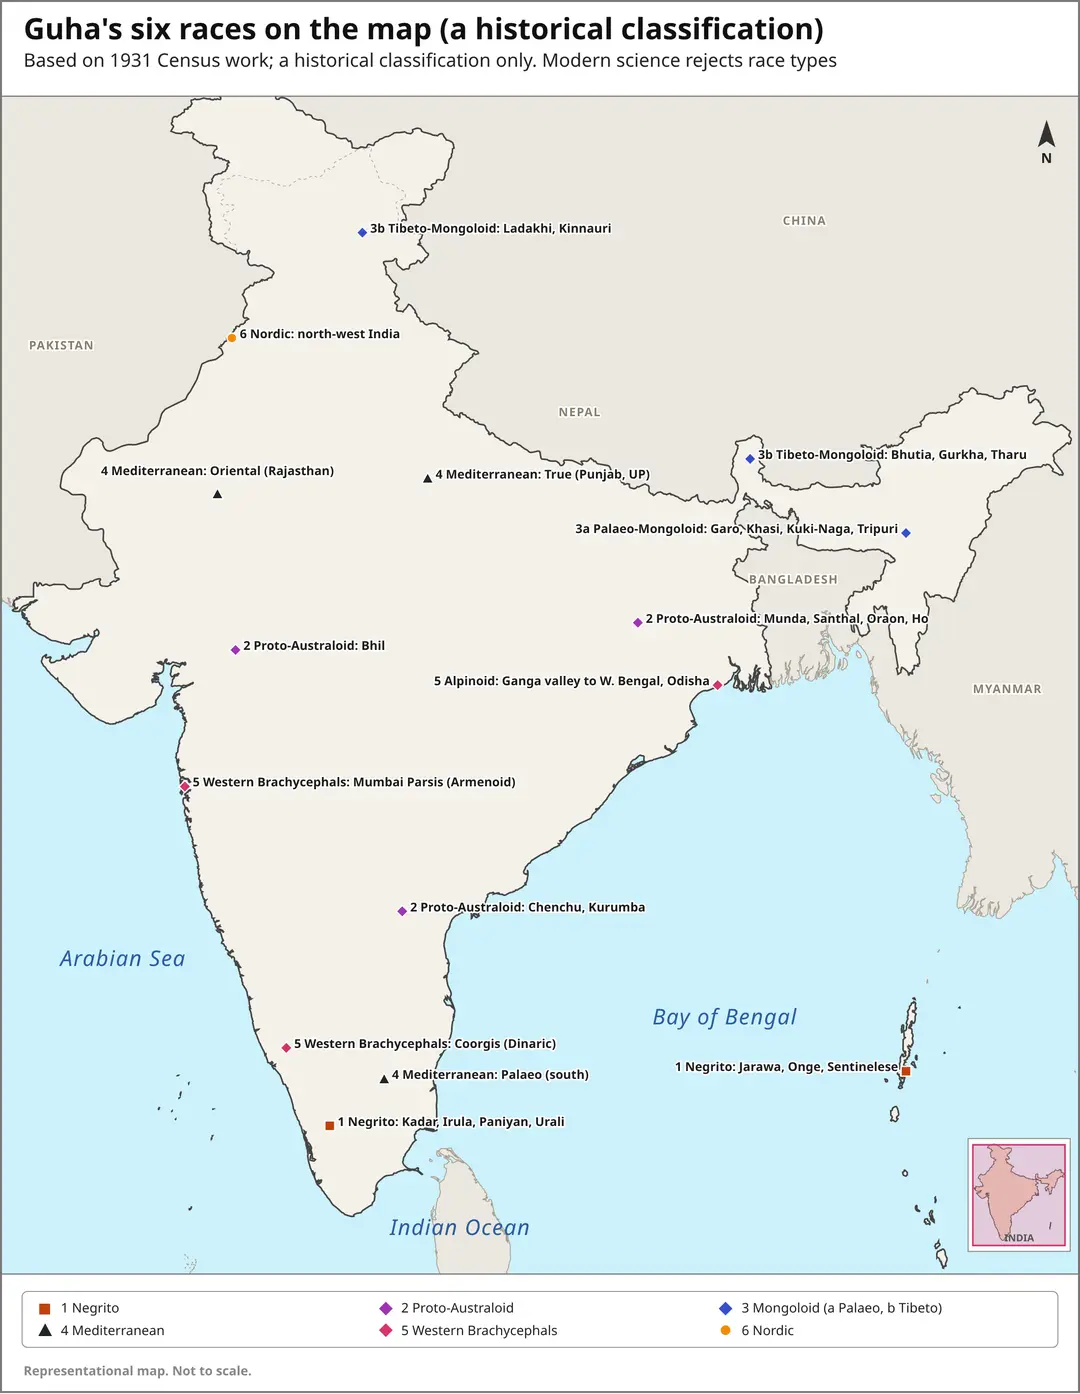 Guha's six races on the map (a historical classification)
Based on 1931 Census work; a historical classification only. Modern science rejects race types
N
CHINA
3b Tibeto-Mongoloid: Ladakhi, Kinnauri
6 Nordic: north-west India
PAKISTAN
NEPAL
3b Tibeto-Mongoloid: Bhutia, Gurkha, Tharu
4 Mediterranean: Oriental (Rajasthan)
4 Mediterranean: True (Punjab, UP)
3a Palaeo-Mongoloid: Garo, Khasi, Kuki-Naga, Tripuri
BANGLADESH
2 Proto-Australoid: Munda, Santhal, Oraon, Ho
2 Proto-Australoid: Bhil
5 Alpinoid: Ganga valley to W. Bengal, Odisha
MYANMAR
5 Western Brachycephals: Mumbai Parsis (Armenoid)
2 Proto-Australoid: Chenchu, Kurumba
Arabian Sea
Bay of Bengal
5 Western Brachycephals: Coorgis (Dinaric)
1 Negrito: Jarawa, Onge, Sentinelese
4 Mediterranean: Palaeo (south)
1 Negrito: Kadar, Irula, Paniyan, Urali
Indian Ocean
INDIA
1 Negrito
2 Proto-Australoid
3 Mongoloid (a Palaeo, b Tibeto)
4 Mediterranean
5 Western Brachycephals
6 Nordic
Representational map. Not to scale.